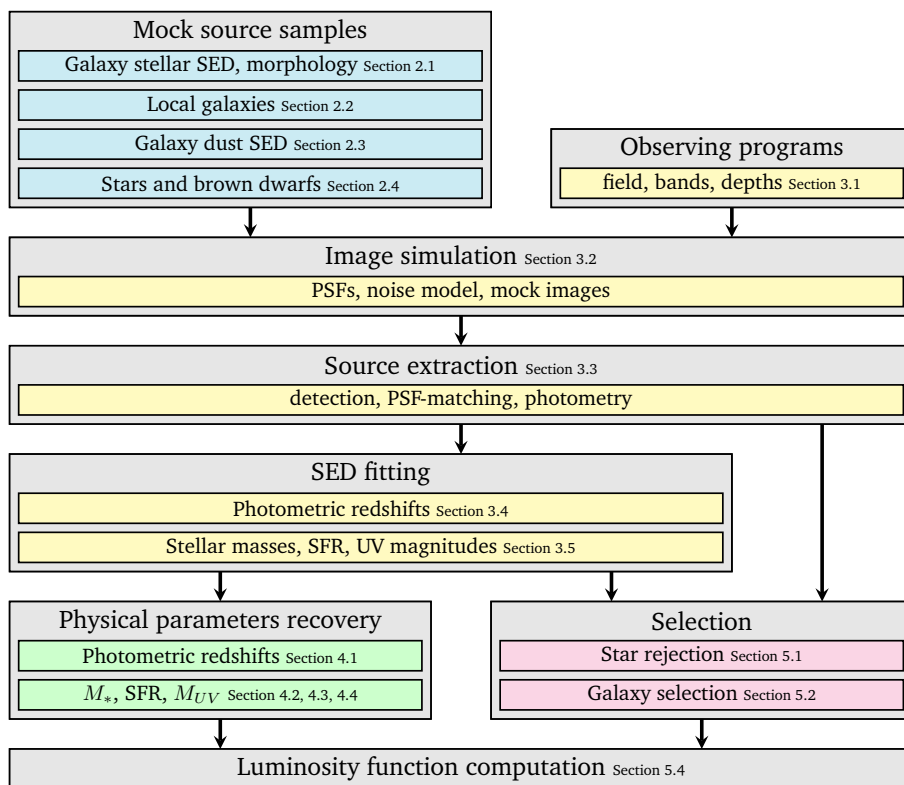 Mock source samples
Galaxy stellar SED, morphology Section 2.1
Local galaxies Section 2.2
Galaxy dust SED Section 2.3
Stars and brown dwarfs Section 2.4
Observing programs
field, bands, depths Section 3.1
Image simulation Section 3.2
PSFs, noise model, mock images
Source extraction Section 3.3
detection, PSF-matching, photometry
SED fitting
Photometric redshifts Section 3.4
Stellar masses, SFR, UV magnitudes Section 3.5
Physical parameters recovery
Photometric redshifts Section 4.1
M_*, SFR, M_{UV} Section 4.2, 4.3, 4.4
Selection
Star rejection Section 5.1
Galaxy selection Section 5.2
Luminosity function computation Section 5.4